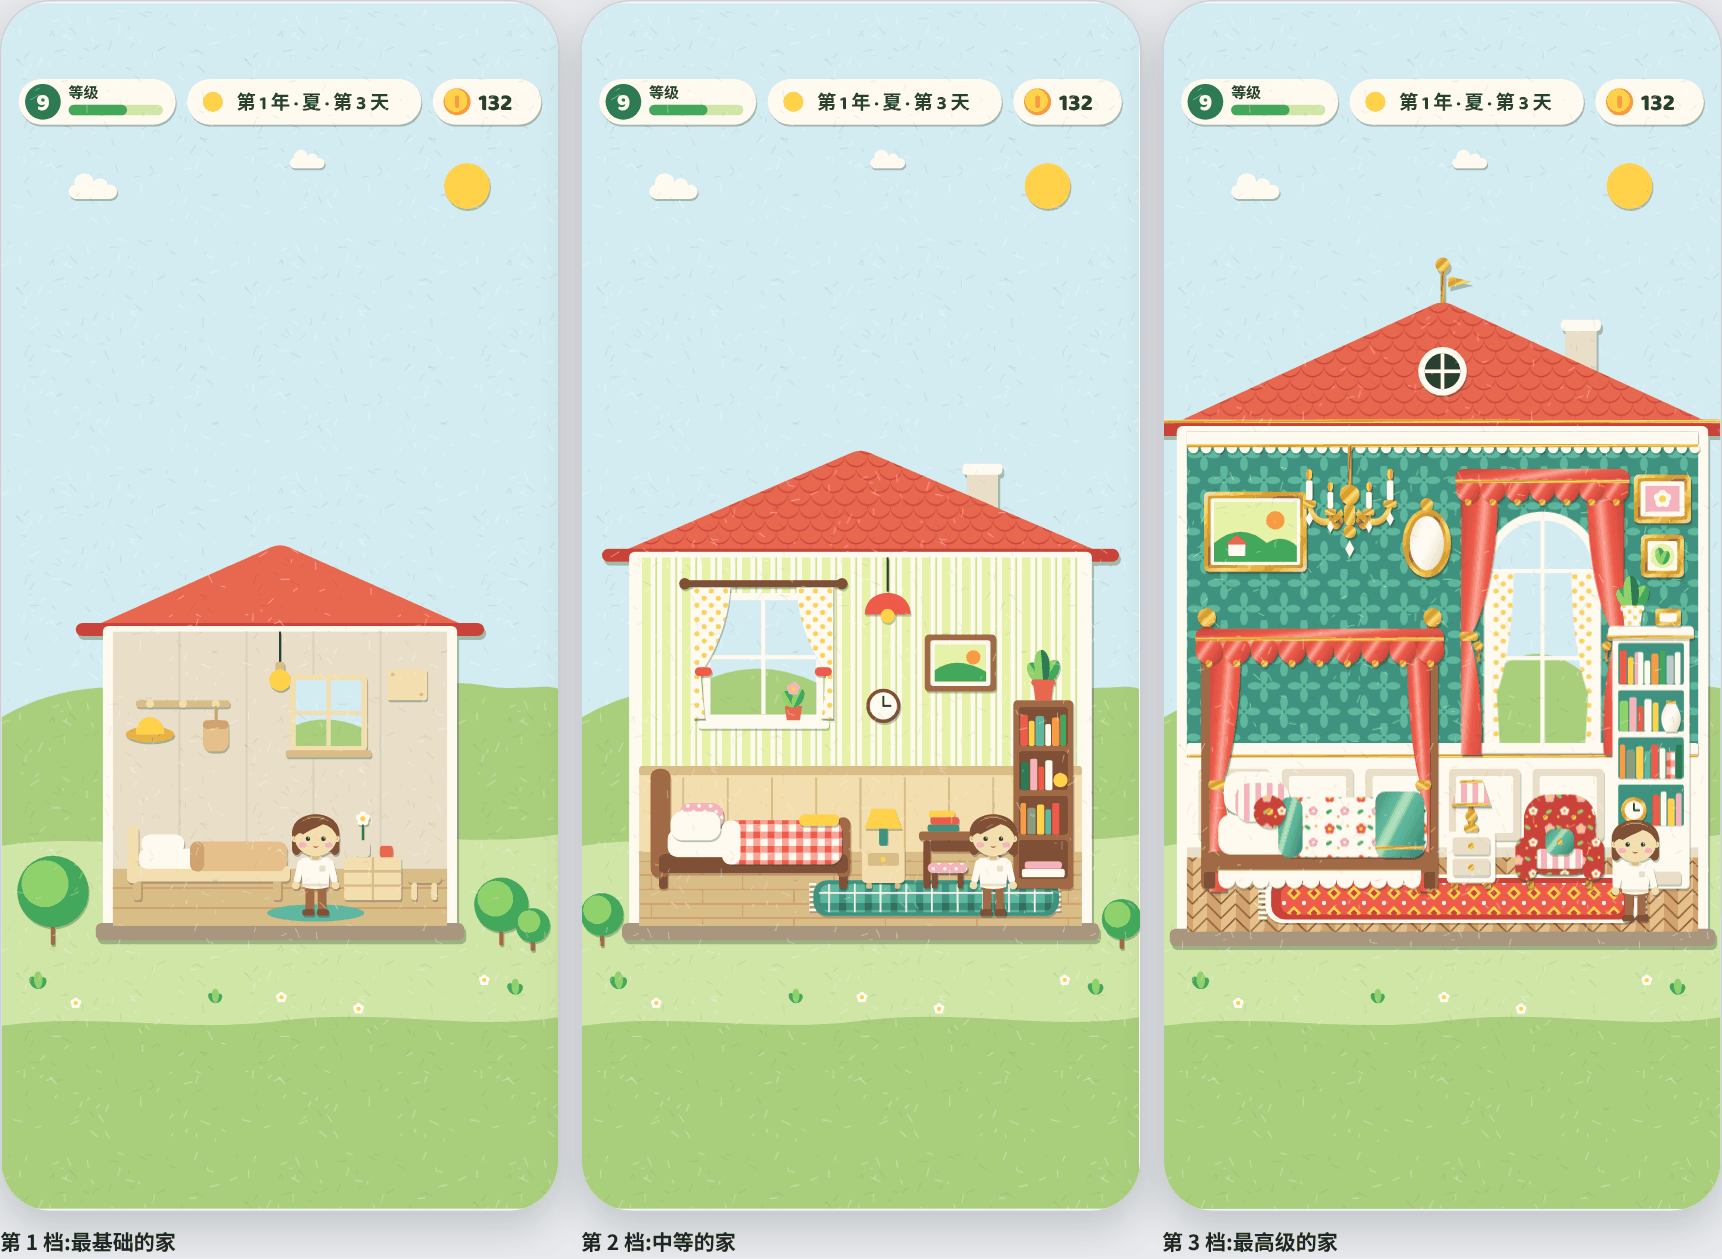 9
等级
第1年·夏·第3天
132
9
等级
第1年·夏·第3天
132
9
等级
第1年·夏·第3天
132
第 1 档:最基础的家
第 2 档:中等的家
第 3 档:最高级的家